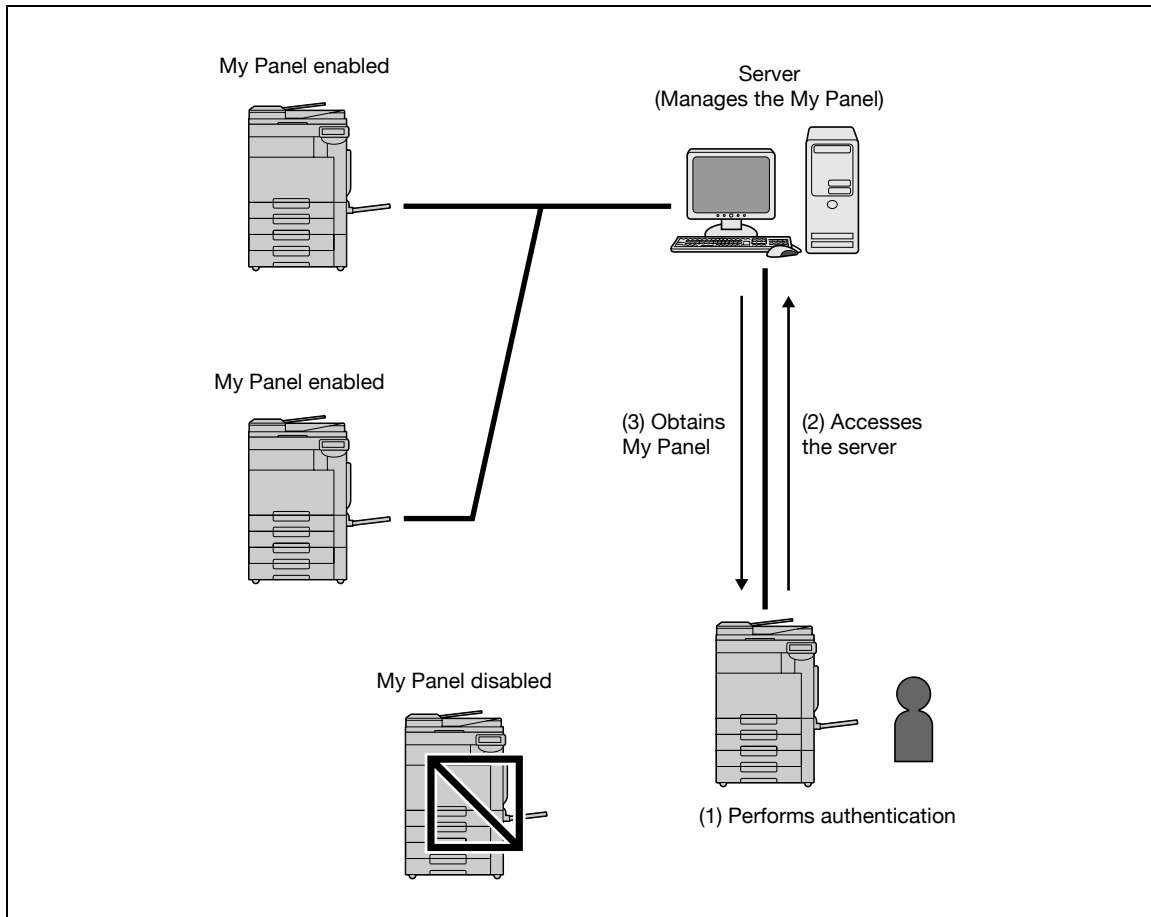 My Panel enabled
Server
(Manages the My Panel)
My Panel enabled
(3) Obtains
My Panel
(2) Accesses
the server
My Panel disabled
(1) Performs authentication